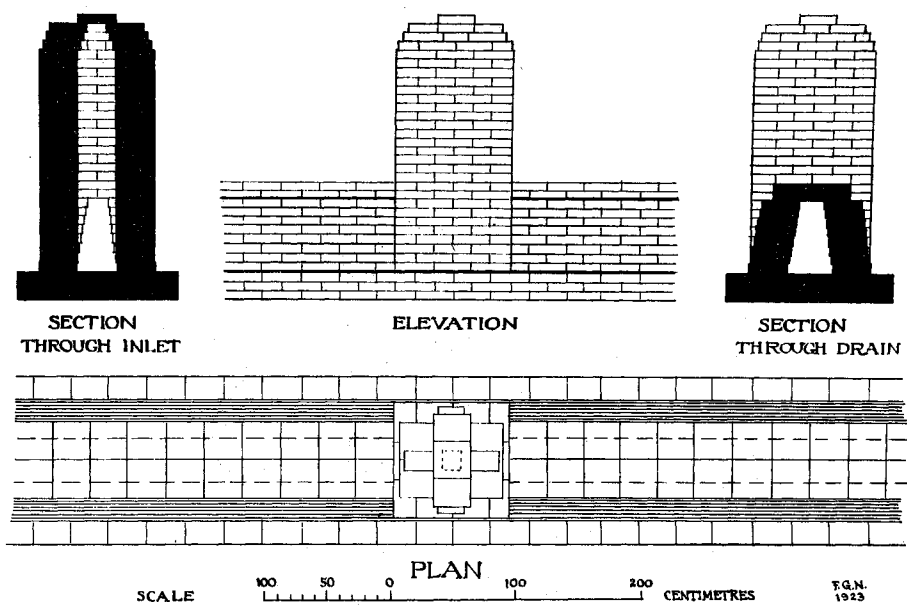 SECTION
THROUGH INLET
ELEVATION
SECTION
THROUGH DRAIN
PLAN
SCALE
100 50 0 100 200
CENTIMETRES
F.G.N.
1923